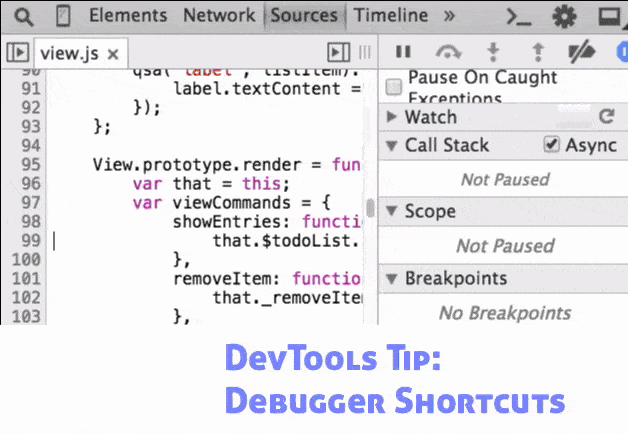 Elements Network Sources Timeline »
view.js ×
90 qsa('label', listItem).
91 label.textContent =
92 });
93 };
94
95 View.prototype.render = fun
96 var that = this;
97 var viewCommands = {
98 showEntries: functi
99 that.$todoList.
100 },
101 removeItem: functio
102 that._removeIte
103 },
Pause On Caught
Exceptions
Watch
Call Stack Async
Not Paused
Scope
Not Paused
Breakpoints
No Breakpoints
DevTools Tip:
Debugger Shortcuts